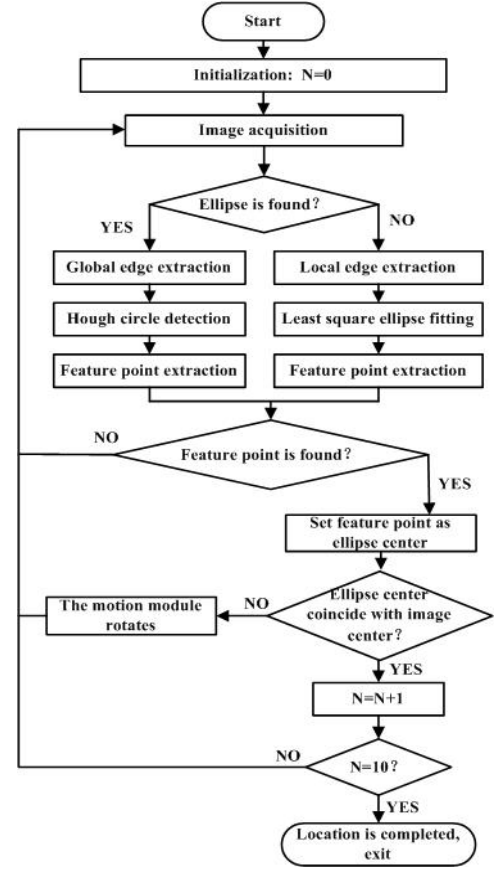 Start
Initialization: N=0
Image acquisition
Ellipse is found?
YES
NO
Global edge extraction
Local edge extraction
Hough circle detection
Least square ellipse fitting
Feature point extraction
Feature point extraction
NO
Feature point is found?
YES
Set feature point as
ellipse center
The motion module
rotates
NO
Ellipse center
coincide with image
center?
YES
N=N+1
NO
N=10?
YES
Location is completed,
exit